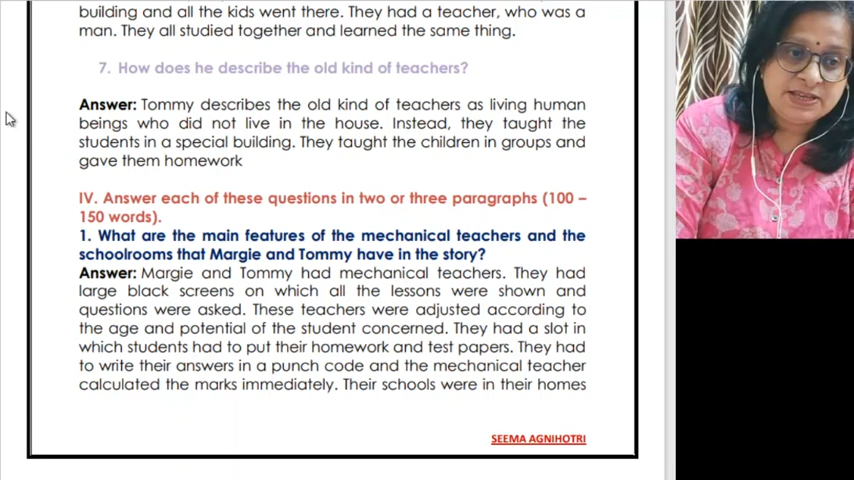 building and all the kids went there. They had a teacher, who was a
man. They all studied together and learned the same thing.
7. How does he describe the old kind of teachers?
Answer: Tommy describes the old kind of teachers as living human
beings who did not live in the house. Instead, they taught the
students in a special building. They taught the children in groups and
gave them homework
IV. Answer each of these questions in two or three paragraphs (100 –
150 words).
1. What are the main features of the mechanical teachers and the
schoolrooms that Margie and Tommy have in the story?
Answer: Margie and Tommy had mechanical teachers. They had
large black screens on which all the lessons were shown and
questions were asked. These teachers were adjusted according to
the age and potential of the student concerned. They had a slot in
which students had to put their homework and test papers. They had
to write their answers in a punch code and the mechanical teacher
calculated the marks immediately. Their schools were in their homes
SEEMA AGNIHOTRI